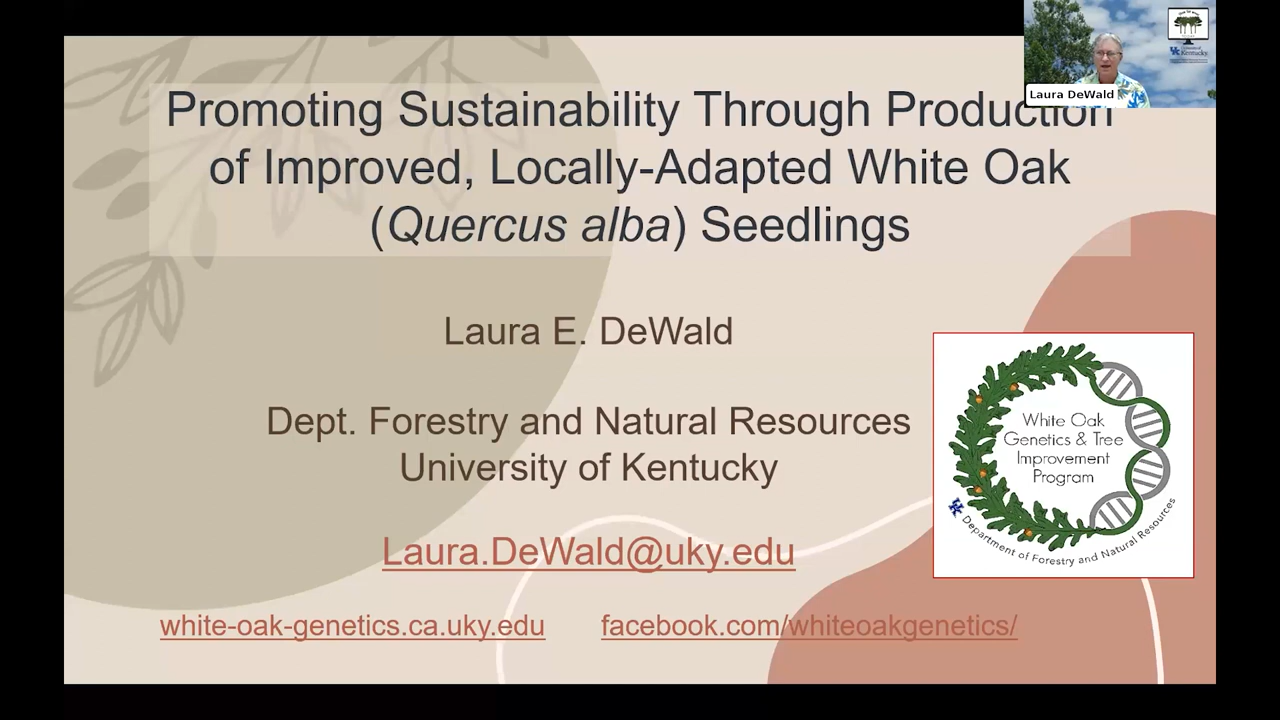 Laura DeWald
Promoting Sustainability Through Production
of Improved, Locally-Adapted White Oak
(Quercus alba) Seedlings
Laura E. DeWald
Dept. Forestry and Natural Resources
University of Kentucky
Laura.DeWald@uky.edu
white-oak-genetics.ca.uky.edu
facebook.com/whiteoakgenetics/
White Oak
Genetics & Tree
Improvement
Program
UK Department of Forestry and Natural Resources
UK
Kentucky